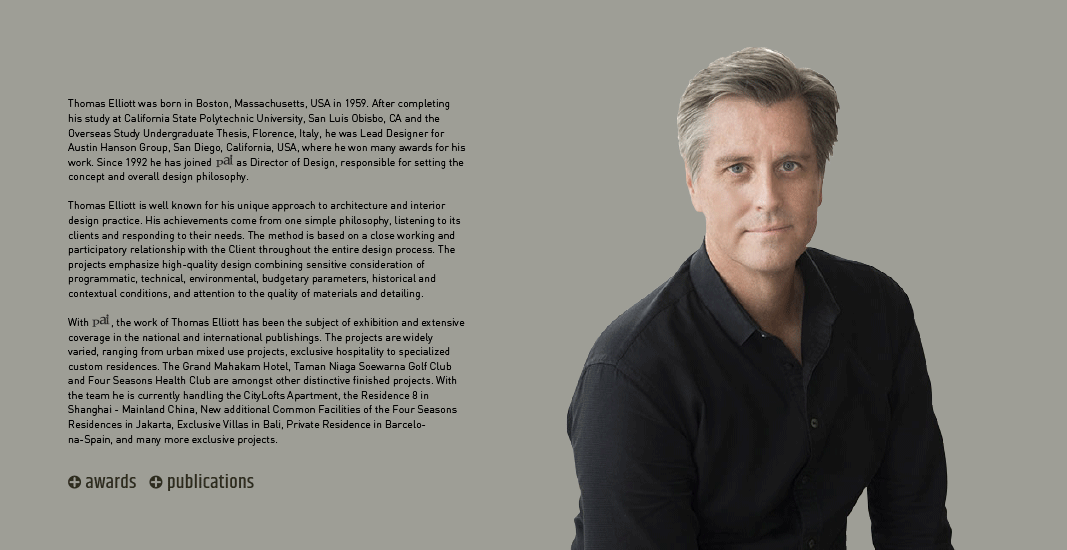 Thomas Elliott was born in Boston, Massachusetts, USA in 1959. After completing
his study at California State Polytechnic University, San Luis Obisbo, CA and the
Overseas Study Undergraduate Thesis, Florence, Italy, he was Lead Designer for
Austin Hanson Group, San Diego, California, USA, where he won many awards for his
work. Since 1992 he has joined pai as Director of Design, responsible for setting the
concept and overall design philosophy.
Thomas Elliott is well known for his unique approach to architecture and interior
design practice. His achievements come from one simple philosophy, listening to its
clients and responding to their needs. The method is based on a close working and
participatory relationship with the Client throughout the entire design process. The
projects emphasize high-quality design combining sensitive consideration of
programmatic, technical, environmental, budgetary parameters, historical and
contextual conditions, and attention to the quality of materials and detailing.
With pai, the work of Thomas Elliott has been the subject of exhibition and extensive
coverage in the national and international publishings. The projects are widely
varied, ranging from urban mixed use projects, exclusive hospitality to specialized
custom residences. The Grand Mahakam Hotel, Taman Niaga Soewarna Golf Club
and Four Seasons Health Club are amongst other distinctive finished projects. With
the team he is currently handling the CityLofts Apartment, the Residence 8 in
Shanghai - Mainland China, New additional Common Facilities of the Four Seasons
Residences in Jakarta, Exclusive Villas in Bali, Private Residence in Barcelo-
na-Spain, and many more exclusive projects.
awards publications